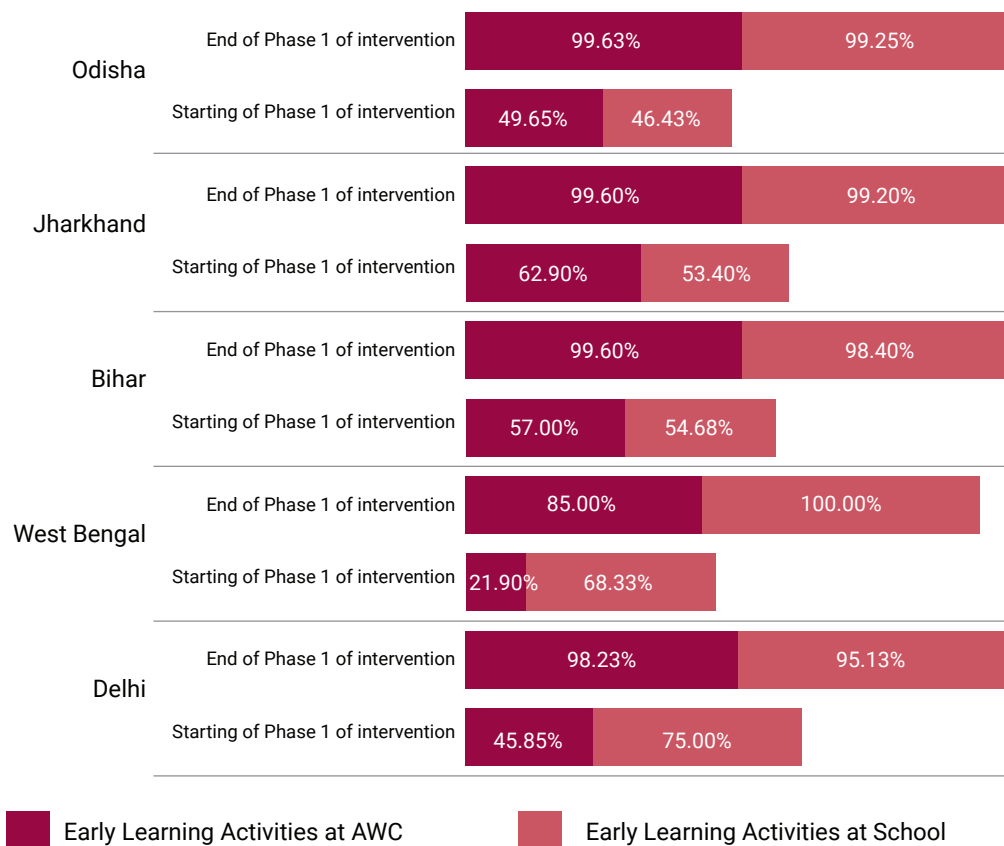 End of Phase 1 of intervention 99.63% 99.25%
Odisha
Starting of Phase 1 of intervention 49.65% 46.43%
End of Phase 1 of intervention 99.60% 99.20%
Jharkhand
Starting of Phase 1 of intervention 62.90% 53.40%
End of Phase 1 of intervention 99.60% 98.40%
Bihar
Starting of Phase 1 of intervention 57.00% 54.68%
End of Phase 1 of intervention 85.00% 100.00%
West Bengal
Starting of Phase 1 of intervention 21.90% 68.33%
End of Phase 1 of intervention 98.23% 95.13%
Delhi
Starting of Phase 1 of intervention 45.85% 75.00%
Early Learning Activities at AWC Early Learning Activities at School